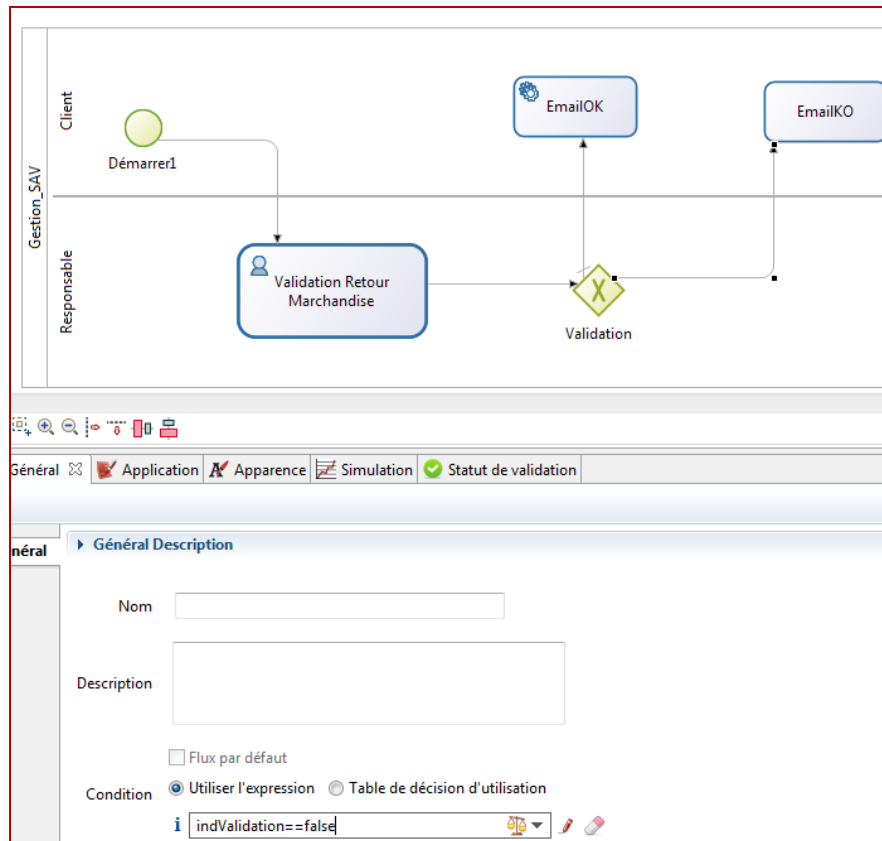 Gestion_SAV
Client
Démarrer1
EmailOK
EmailKO
Responsable
Validation Retour
Marchandise
X
Validation
Général
Application
Apparence
Simulation
Statut de validation
néral
Général Description
Nom
Description
Flux par défaut
Condition
Utiliser l'expression
Table de décision d'utilisation
i
indValidation==false